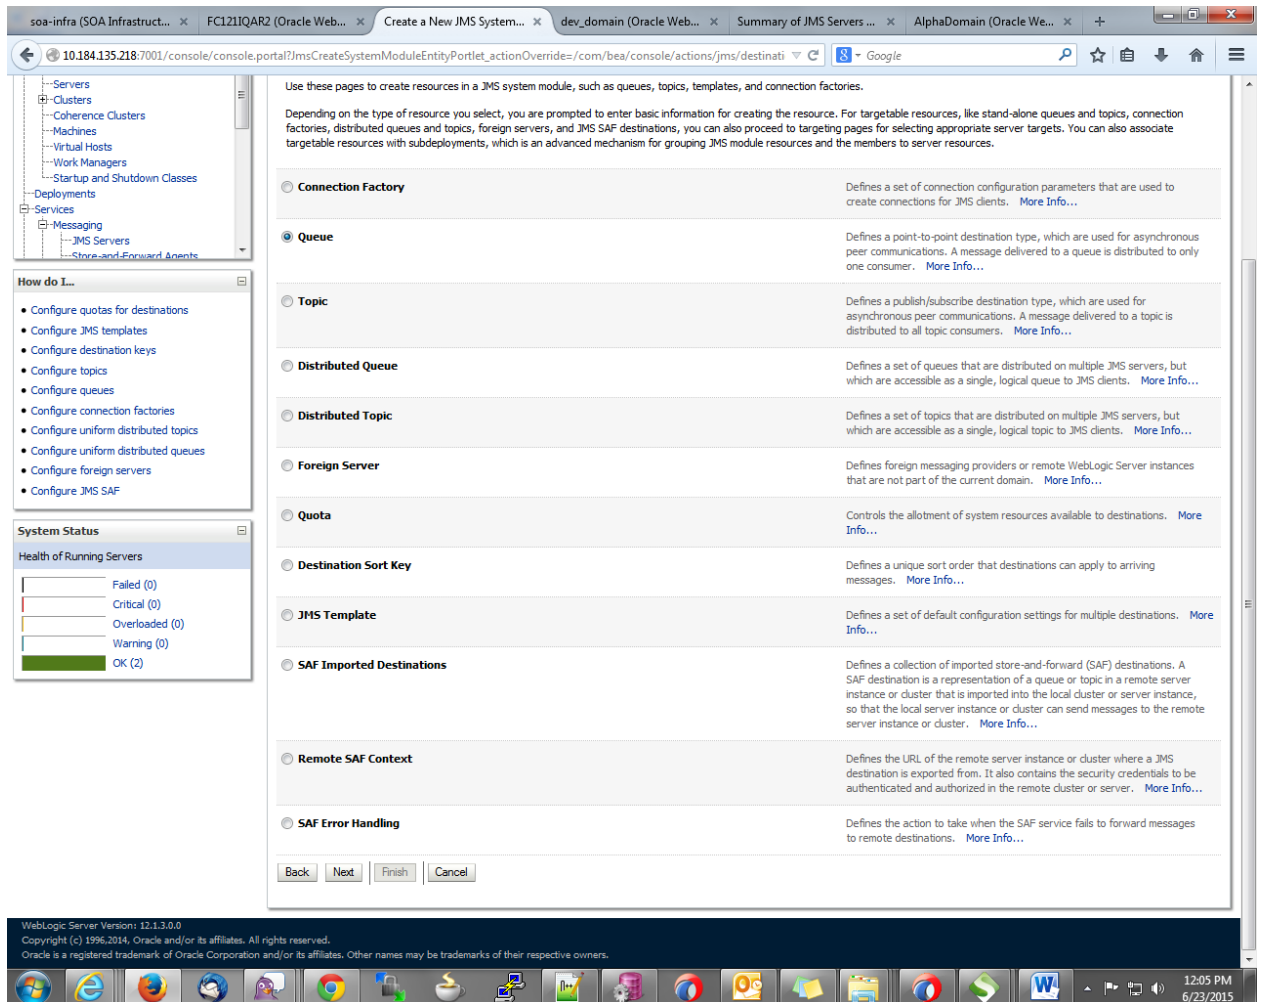 soa-infra (SOA Infrastruct... ×
FC121IQAR2 (Oracle Web... ×
Create a New JMS System... ×
dev_domain (Oracle Web... ×
Summary of JMS Servers ... ×
AlphaDomain (Oracle We... ×
10.184.135.218:7001/console/console.portal?JmsCreateSystemModuleEntityPortlet_actionOverride=/com/bea/console/actions/jms/destinati
Google
Servers
Clusters
Coherence Clusters
Machines
Virtual Hosts
Work Managers
Startup and Shutdown Classes
Deployments
Services
Messaging
JMS Servers
Store-and-Forward Agents
How do I...
Configure quotas for destinations
Configure JMS templates
Configure destination keys
Configure topics
Configure queues
Configure connection factories
Configure uniform distributed topics
Configure uniform distributed queues
Configure foreign servers
Configure JMS SAF
System Status
Health of Running Servers
Failed (0)
Critical (0)
Overloaded (0)
Warning (0)
OK (2)
Use these pages to create resources in a JMS system module, such as queues, topics, templates, and connection factories.
Depending on the type of resource you select, you are prompted to enter basic information for creating the resource. For targetable resources, like stand-alone queues and topics, connection
factories, distributed queues and topics, foreign servers, and JMS SAF destinations, you can also proceed to targeting pages for selecting appropriate server targets. You can also associate
targetable resources with subdeployments, which is an advanced mechanism for grouping JMS module resources and the members to server resources.
Connection Factory
Defines a set of connection configuration parameters that are used to
create connections for JMS clients. More Info...
Queue
Defines a point-to-point destination type, which are used for asynchronous
peer communications. A message delivered to a queue is distributed to only
one consumer. More Info...
Topic
Defines a publish/subscribe destination type, which are used for
asynchronous peer communications. A message delivered to a topic is
distributed to all topic consumers. More Info...
Distributed Queue
Defines a set of queues that are distributed on multiple JMS servers, but
which are accessible as a single, logical queue to JMS clients. More Info...
Distributed Topic
Defines a set of topics that are distributed on multiple JMS servers, but
which are accessible as a single, logical topic to JMS clients. More Info...
Foreign Server
Defines foreign messaging providers or remote WebLogic Server instances
that are not part of the current domain. More Info...
Quota
Controls the allotment of system resources available to destinations. More
Info...
Destination Sort Key
Defines a unique sort order that destinations can apply to arriving
messages. More Info...
JMS Template
Defines a set of default configuration settings for multiple destinations. More
Info...
SAF Imported Destinations
Defines a collection of imported store-and-forward (SAF) destinations. A
SAF destination is a representation of a queue or topic in a remote server
instance or cluster that is imported into the local cluster or server instance,
so that the local server instance or cluster can send messages to the remote
server instance or cluster. More Info...
Remote SAF Context
Defines the URL of the remote server instance or cluster where a JMS
destination is exported from. It also contains the security credentials to be
authenticated and authorized in the remote cluster or server. More Info...
SAF Error Handling
Defines the action to take when the SAF service fails to forward messages
to remote destinations. More Info...
Back Next Finish Cancel
WebLogic Server Version: 12.1.3.0.0
Copyright (c) 1996,2014, Oracle and/or its affiliates. All rights reserved.
Oracle is a registered trademark of Oracle Corporation and/or its affiliates. Other names may be trademarks of their respective owners.
12:05 PM
6/23/2015